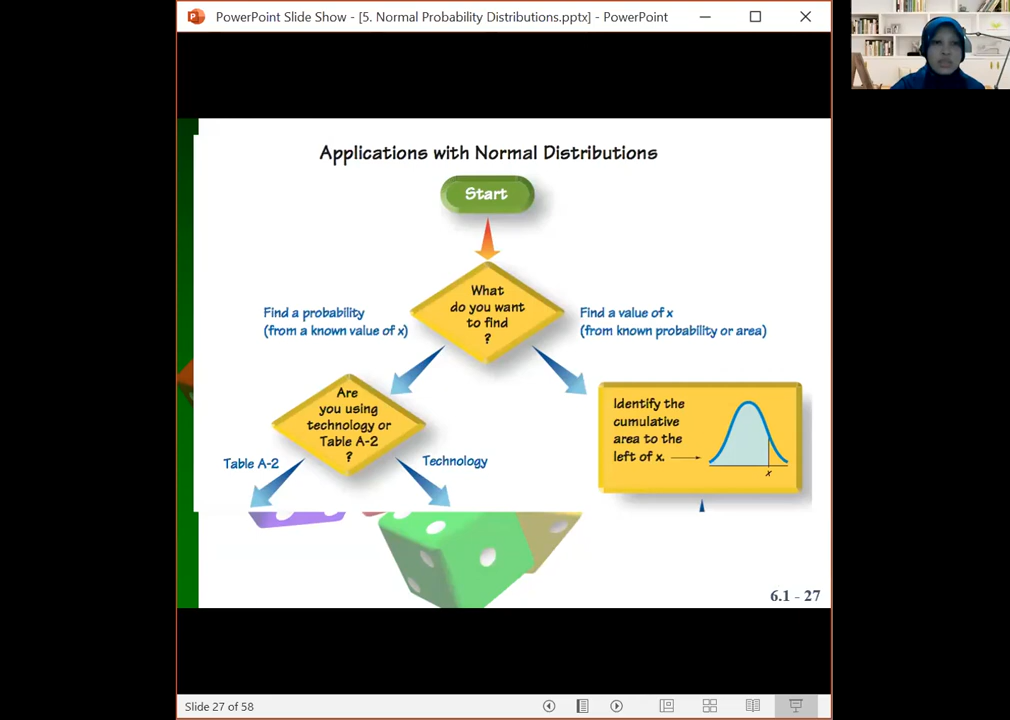 PowerPoint Slide Show - [5. Normal Probability Distributions.pptx] - PowerPoint
Applications with Normal Distributions
Start
What
do you want
to find
?
Find a probability
(from a known value of x)
Find a value of x
(from known probability or area)
Are
you using
technology or
Table A-2
?
Table A-2
Technology
Identify the
cumulative
area to the
left of x.
x
6.1 - 27
Slide 27 of 58